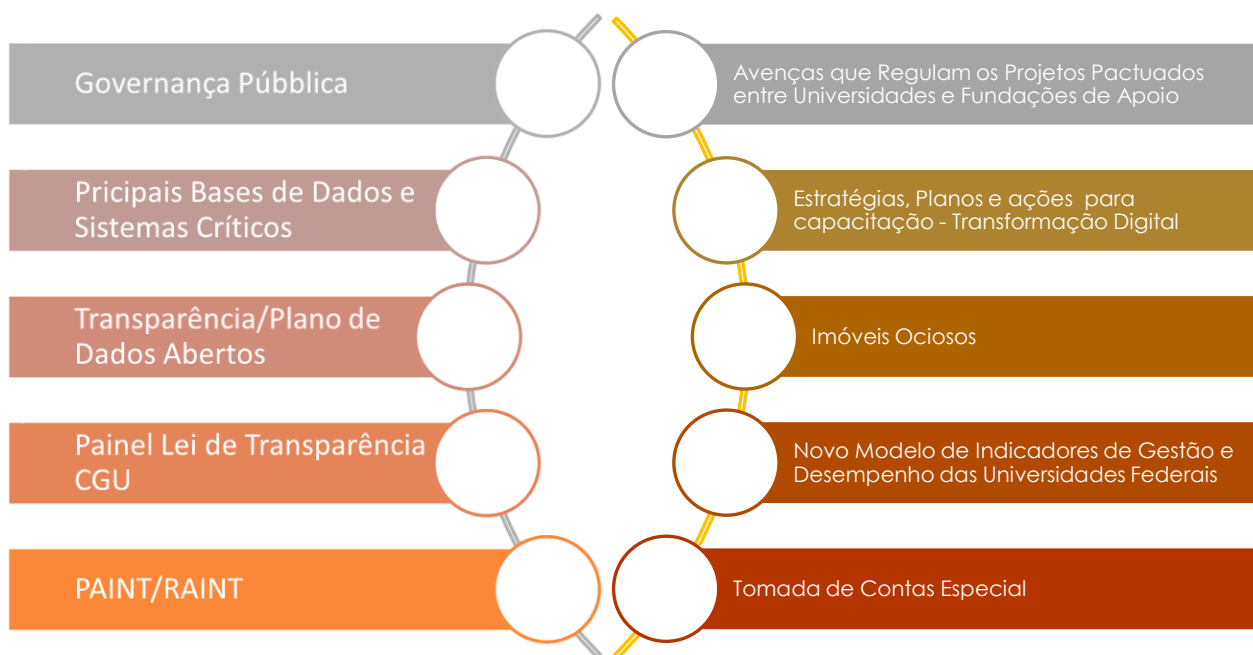 Governança Púbblica
Pricipais Bases de Dados e
Sistemas Críticos
Transparência/Plano de
Dados Abertos
Painel Lei de Transparência
CGU
PAINT/RAINT
Avenças que Regulam os Projetos Pactuados
entre Universidades e Fundações de Apoio
Estratégias, Planos e ações para
capacitação - Transformação Digital
Imóveis Ociosos
Novo Modelo de Indicadores de Gestão e
Desempenho das Universidades Federais
Tomada de Contas Especial